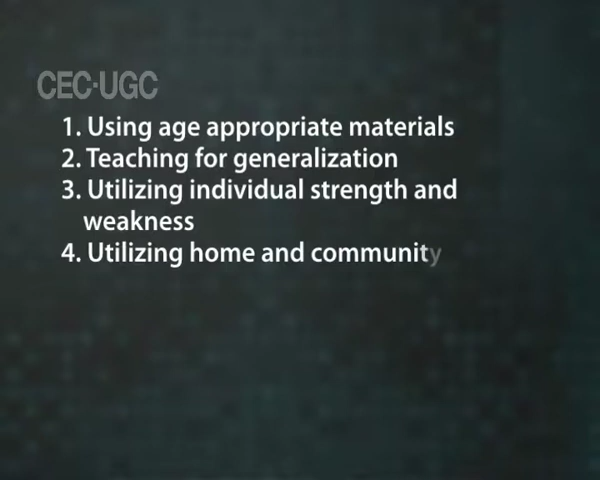 CEC-UGC
1. Using age appropriate materials
2. Teaching for generalization
3. Utilizing individual strength and
weakness
4. Utilizing home and community